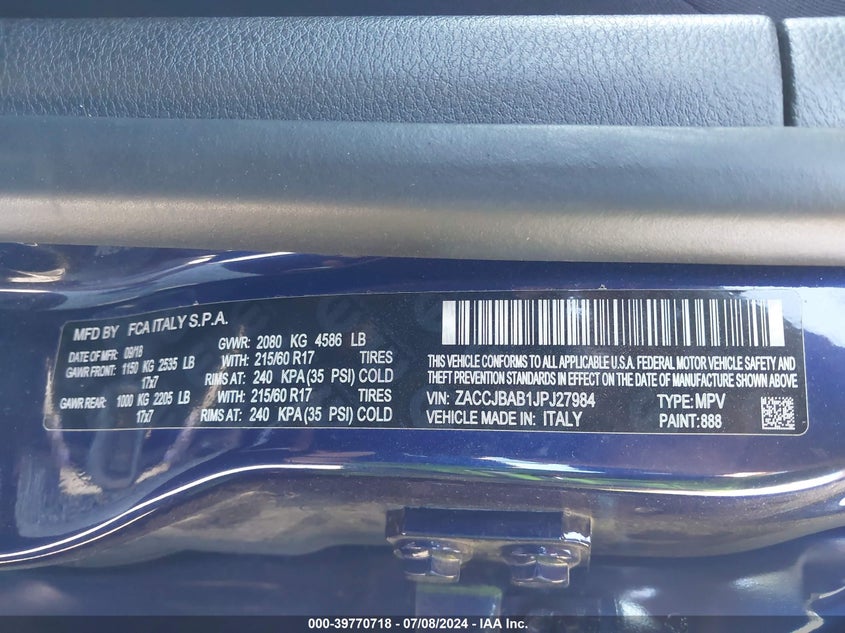 MFD BY FCA ITALY S.P.A.
DATE OF MFR: 09/18
GVWR: 2080 KG 4586 LB
GAWR FRONT: 1150 KG 2535 LB
WITH: 215/60 R17 TIRES
17x7
RIMS AT: 240 KPA (35 PSI) COLD
GAWR REAR: 1000 KG 2205 LB
WITH: 215/60 R17 TIRES
17x7
RIMS AT: 240 KPA (35 PSI) COLD
THIS VEHICLE CONFORMS TO ALL APPLICABLE U.S.A. FEDERAL MOTOR VEHICLE SAFETY AND
THEFT PREVENTION STANDARDS IN EFFECT ON THE DATE OF MANUFACTURE SHOWN ABOVE.
VIN: ZACCJBAB1JPJ27984 TYPE: MPV
VEHICLE MADE IN: ITALY PAINT: 888
000-39770718 - 07/08/2024 - IAA Inc.